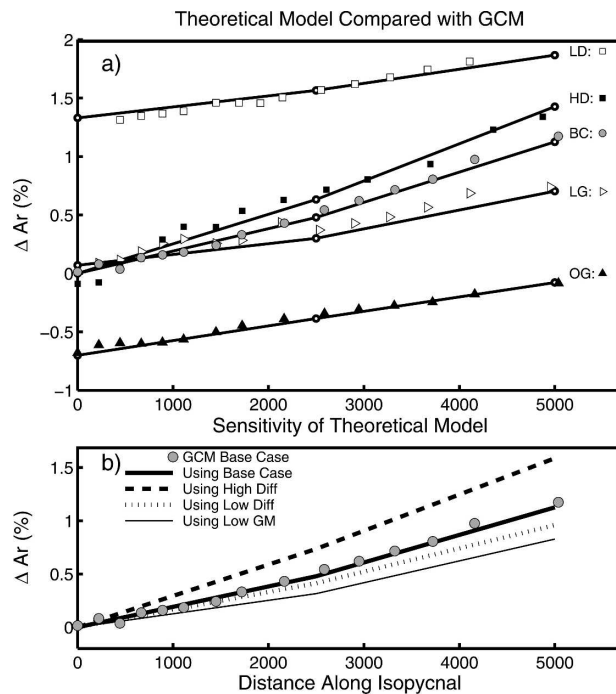 Theoretical Model Compared with GCM
2
a)
LD:
1.5
HD:
1
BC:
Δ Ar (%)
0.5
LG:
0
−0.5
OG:
−1
0 1000 2000 3000 4000 5000
Sensitivity of Theoretical Model
b)
GCM Base Case
Using Base Case
Using High Diff
Using Low Diff
Using Low GM
1.5
1
Δ Ar (%)
0.5
0
0 1000 2000 3000 4000 5000
Distance Along Isopycnal